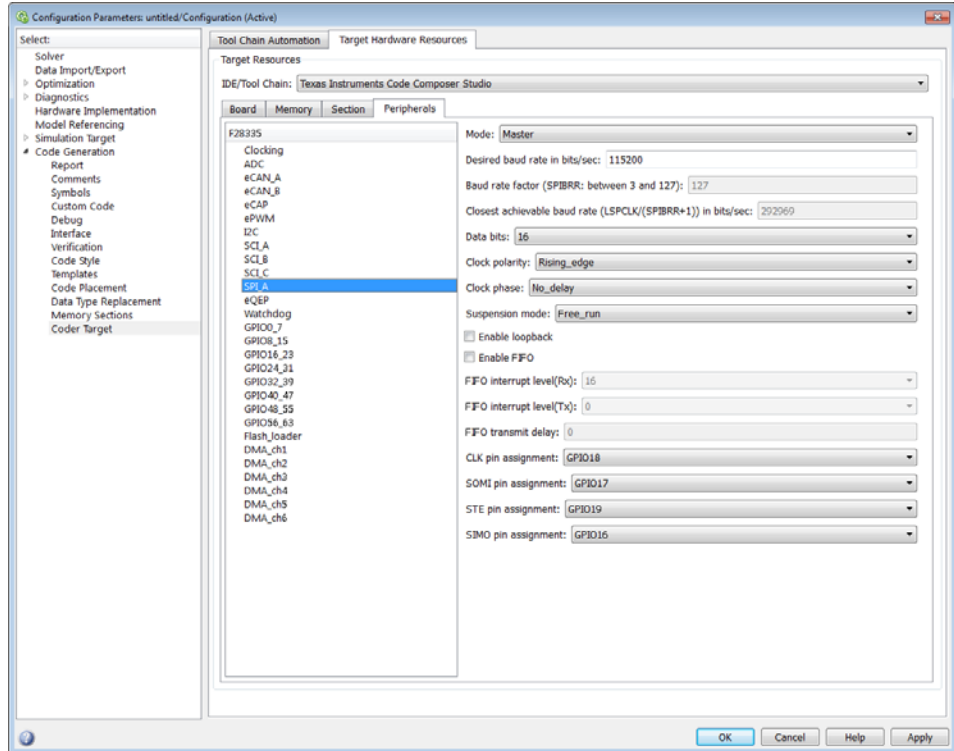 Configuration Parameters: untitled/Configuration (Active)
Select:
Solver
Data Import/Export
Optimization
Diagnostics
Hardware Implementation
Model Referencing
Simulation Target
Code Generation
Report
Comments
Symbols
Custom Code
Debug
Interface
Verification
Code Style
Templates
Code Placement
Data Type Replacement
Memory Sections
Coder Target
Tool Chain Automation Target Hardware Resources
Target Resources
IDE/Tool Chain: Texas Instruments Code Composer Studio
Board Memory Section Peripherals
F28335
Clocking
ADC
eCAN_A
eCAN_B
eCAP
ePWM
I2C
SCI_A
SCI_B
SCI_C
SPI_A
eQEP
Watchdog
GPIO0_7
GPIO8_15
GPIO16_23
GPIO24_31
GPIO32_39
GPIO40_47
GPIO48_55
GPIO56_63
Flash_loader
DMA_ch1
DMA_ch2
DMA_ch3
DMA_ch4
DMA_ch5
DMA_ch6
Mode: Master
Desired baud rate in bits/sec: 115200
Baud rate factor (SPIBRR: between 3 and 127): 127
Closest achievable baud rate (LSPCLK/(SPIBRR+1)) in bits/sec: 292969
Data bits: 16
Clock polarity: Rising_edge
Clock phase: No_delay
Suspension mode: Free_run
Enable loopback
Enable FIFO
FIFO interrupt level(Rx): 16
FIFO interrupt level(Tx): 0
FIFO transmit delay: 0
CLK pin assignment: GPIO18
SOMI pin assignment: GPIO17
STE pin assignment: GPIO19
SIMO pin assignment: GPIO16
OK Cancel Help Apply